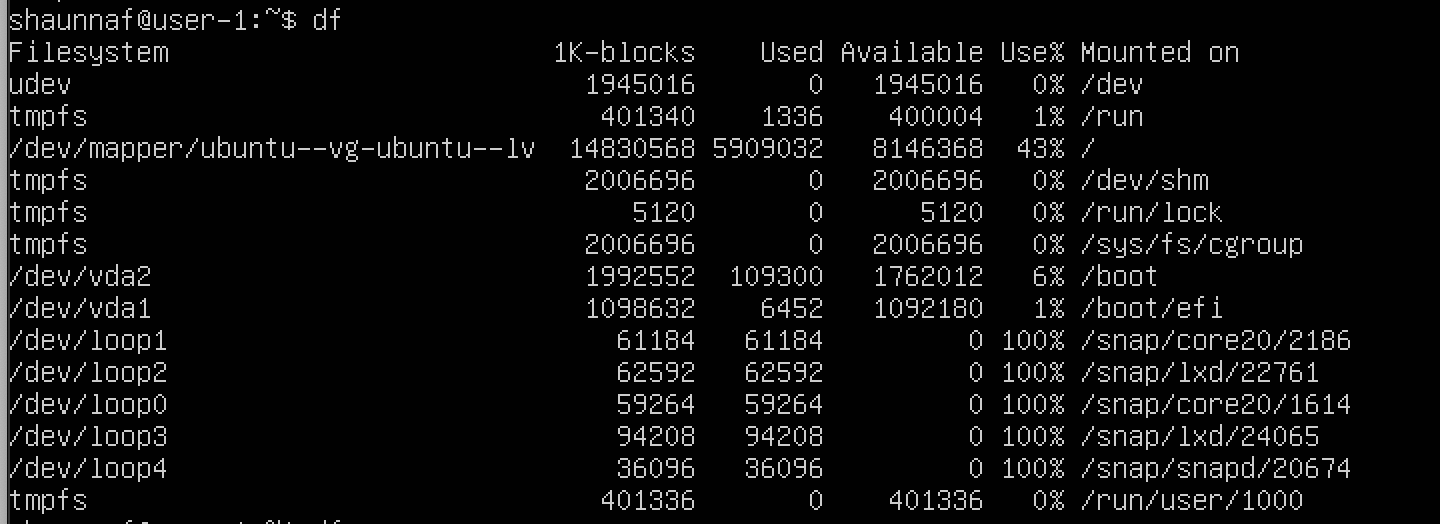 shaunnaf@user-1:~$ df
Filesystem                        1K-blocks    Used Available Use% Mounted on
udev                                1945016       0   1945016   0% /dev
tmpfs                                401340    1336    400004   1% /run
/dev/mapper/ubuntu--vg-ubuntu--lv  14830568 5909032   8146368  43% /
tmpfs                               2006696       0   2006696   0% /dev/shm
tmpfs                                  5120       0      5120   0% /run/lock
tmpfs                               2006696       0   2006696   0% /sys/fs/cgroup
/dev/vda2                           1992552  109300   1762012   6% /boot
/dev/vda1                           1098632    6452   1092180   1% /boot/efi
/dev/loop1                            61184   61184         0 100% /snap/core20/2186
/dev/loop2                            62592   62592         0 100% /snap/lxd/22761
/dev/loop0                            59264   59264         0 100% /snap/core20/1614
/dev/loop3                            94208   94208         0 100% /snap/lxd/24065
/dev/loop4                            36096   36096         0 100% /snap/snapd/20674
tmpfs                                401336       0    401336   0% /run/user/1000